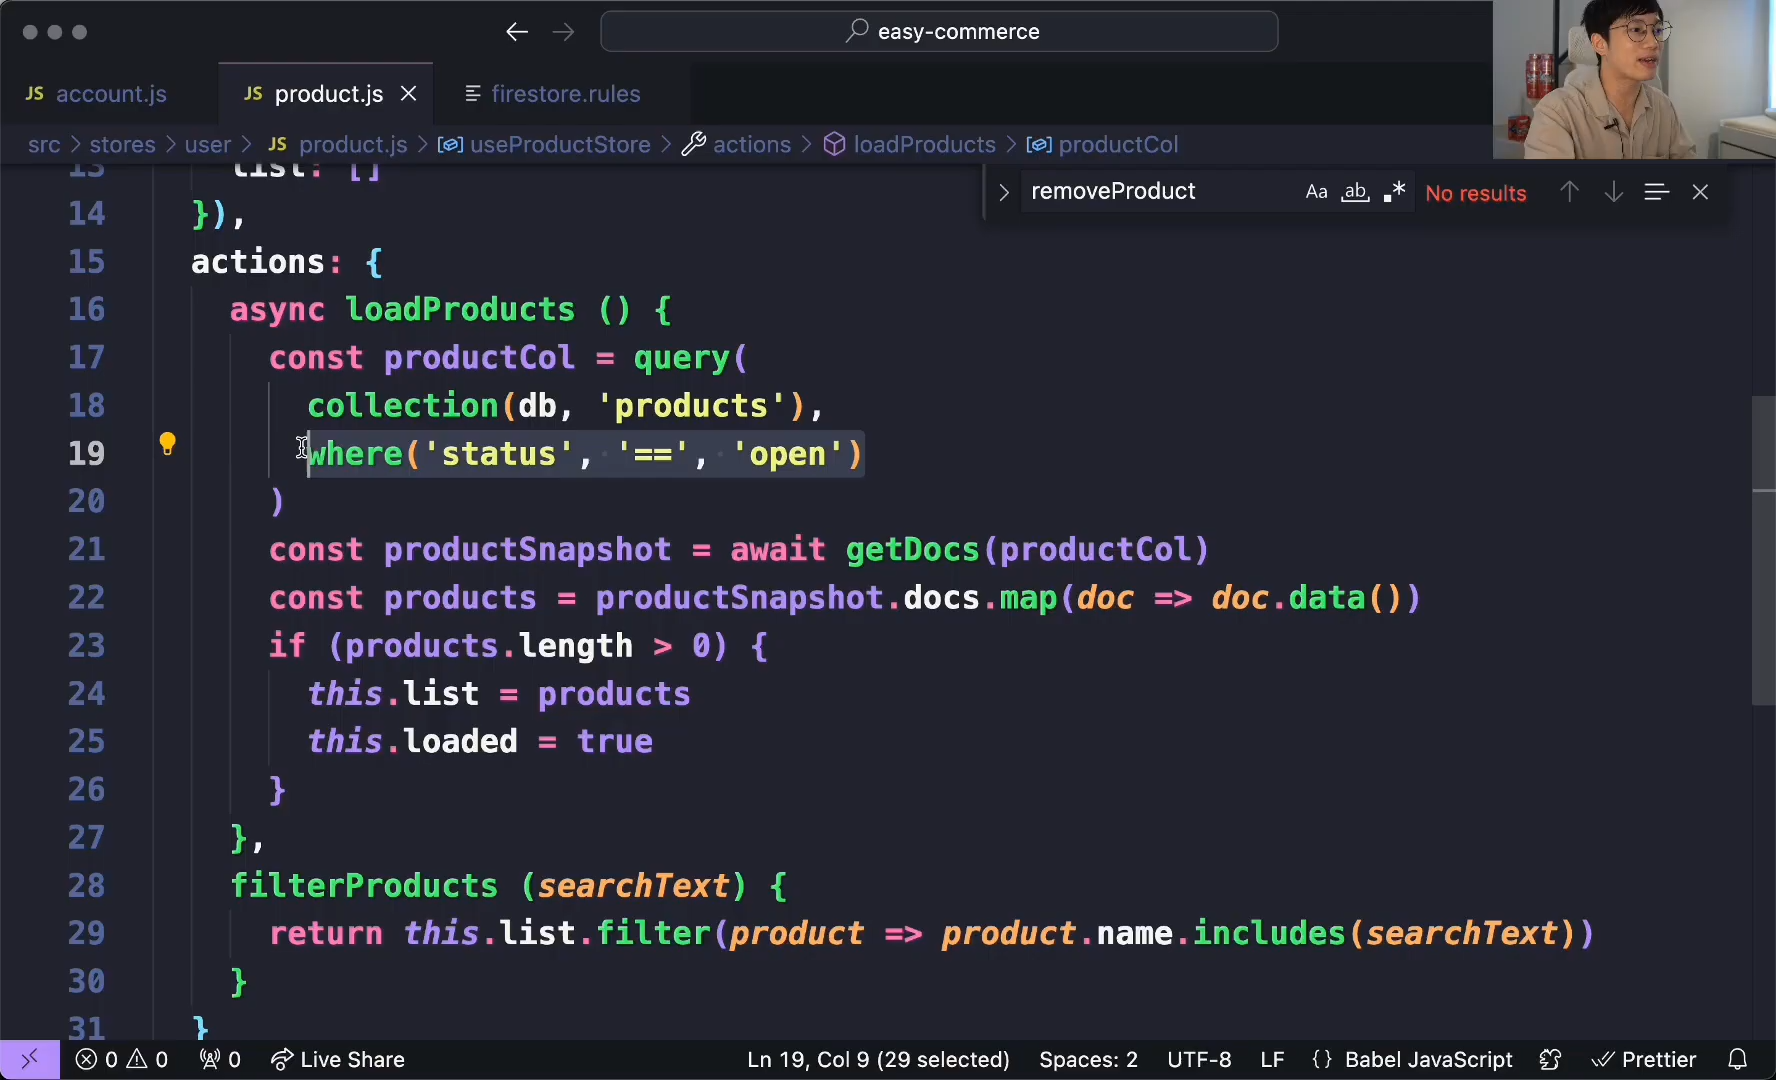 easy-commerce
JS account.js
JS product.js
firestore.rules
src > stores > user > JS product.js > useProductStore > actions > loadProducts > productCol
removeProduct Aa ab No results
13 list: []
14 }),
15 actions: {
16 async loadProducts () {
17 const productCol = query(
18 collection(db, 'products'),
19 where('status', '==', 'open')
20 )
21 const productSnapshot = await getDocs(productCol)
22 const products = productSnapshot.docs.map(doc => doc.data())
23 if (products.length > 0) {
24 this.list = products
25 this.loaded = true
26 }
27 },
28 filterProducts (searchText) {
29 return this.list.filter(product => product.name.includes(searchText))
30 }
31 }
0 0 0 Live Share Ln 19, Col 9 (29 selected) Spaces: 2 UTF-8 LF {} Babel JavaScript Prettier